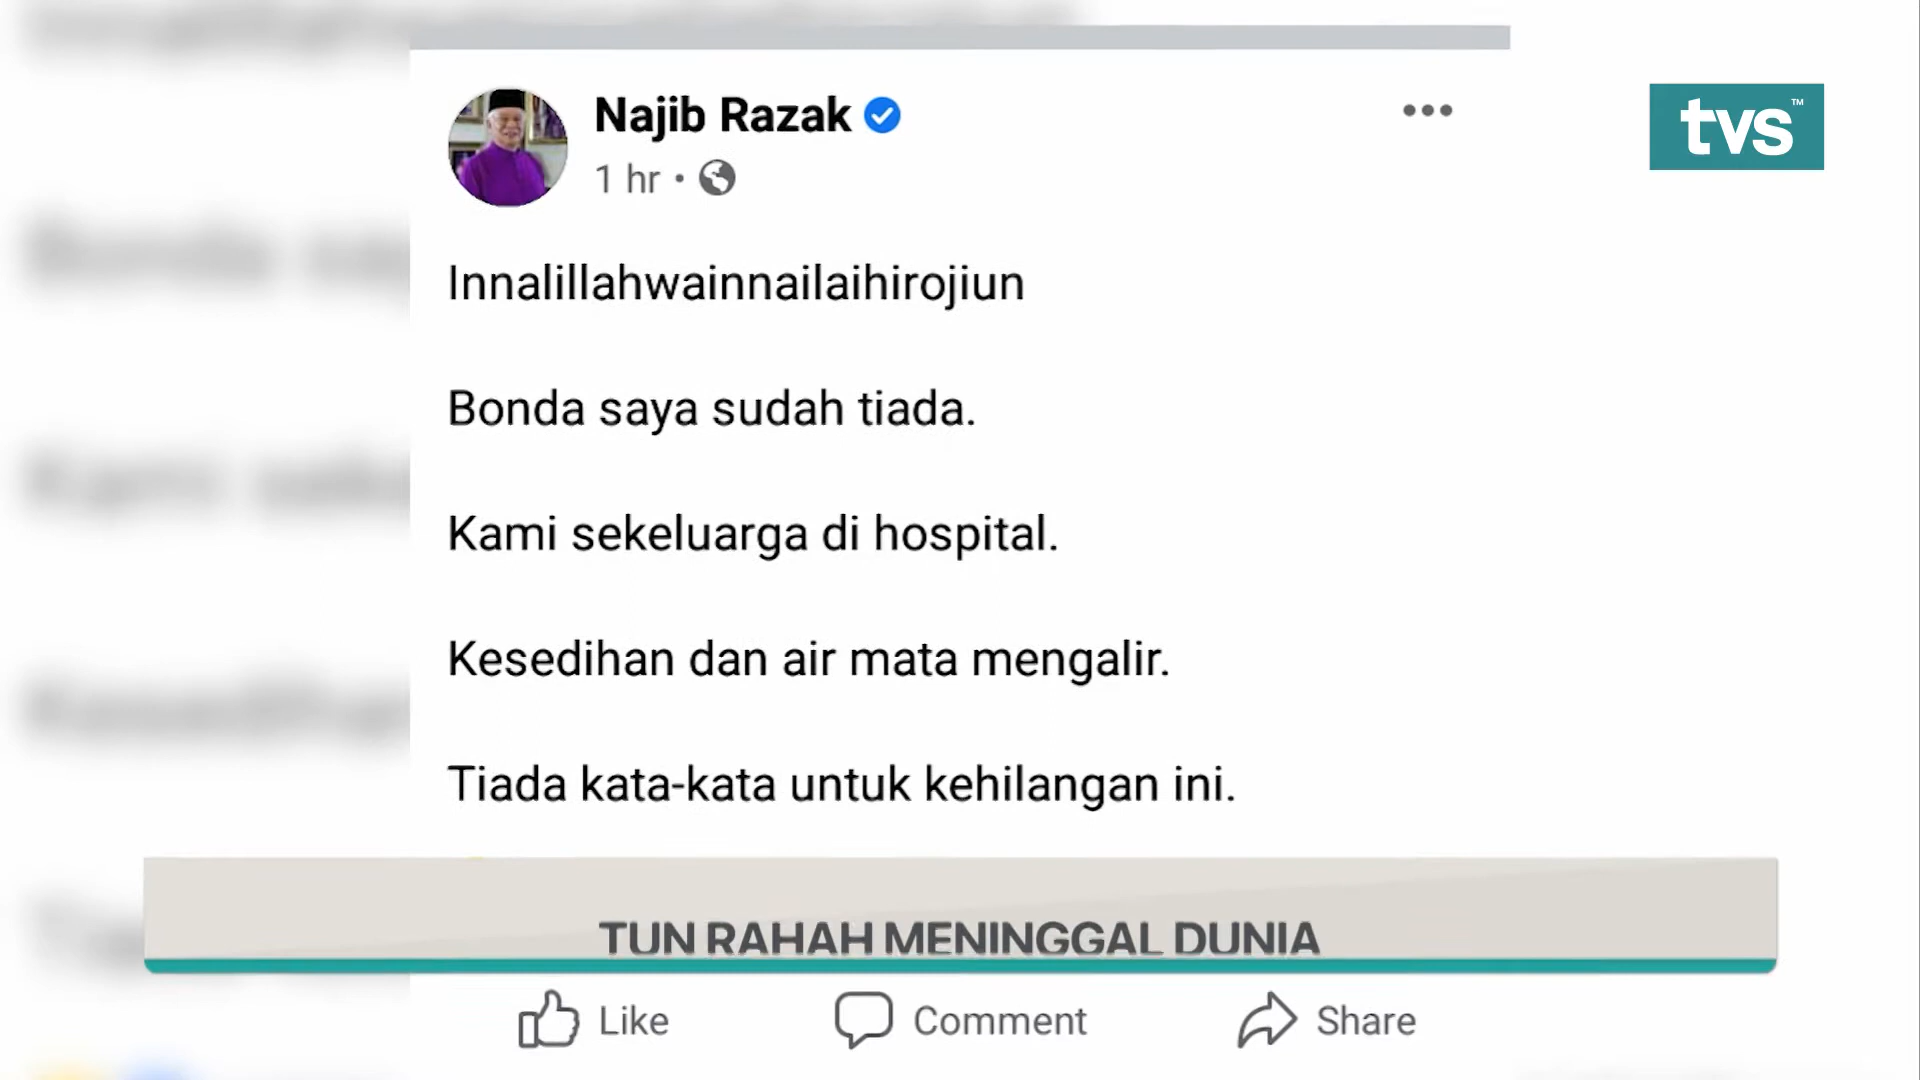 Najib Razak
1 hr ·
tvs™
Innalillahwainnailaihirojiun
Bonda saya sudah tiada.
Kami sekeluarga di hospital.
Kesedihan dan air mata mengalir.
Tiada kata-kata untuk kehilangan ini.
TUN RAHAH MENINGGAL DUNIA
Like
Comment
Share